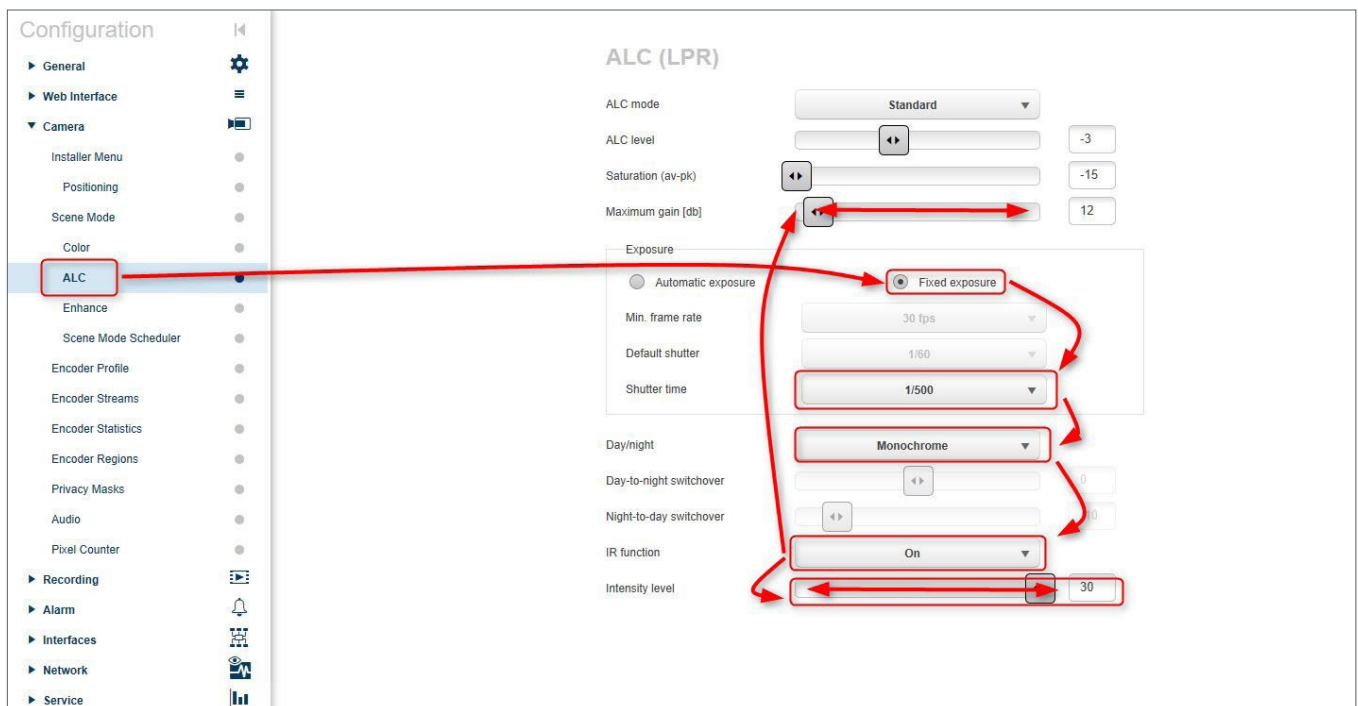 Configuration
General
Web Interface
Camera
Installer Menu
Positioning
Scene Mode
Color
ALC
Enhance
Scene Mode Scheduler
Encoder Profile
Encoder Streams
Encoder Statistics
Encoder Regions
Privacy Masks
Audio
Pixel Counter
Recording
Alarm
Interfaces
Network
Service
ALC (LPR)
ALC mode Standard
ALC level -3
Saturation (av-pk) -15
Maximum gain [db] 12
Exposure
Automatic exposure Fixed exposure
Min. frame rate 30 fps
Default shutter 1/60
Shutter time 1/500
Day/night Monochrome
Day-to-night switchover 0
Night-to-day switchover
IR function On
Intensity level 30